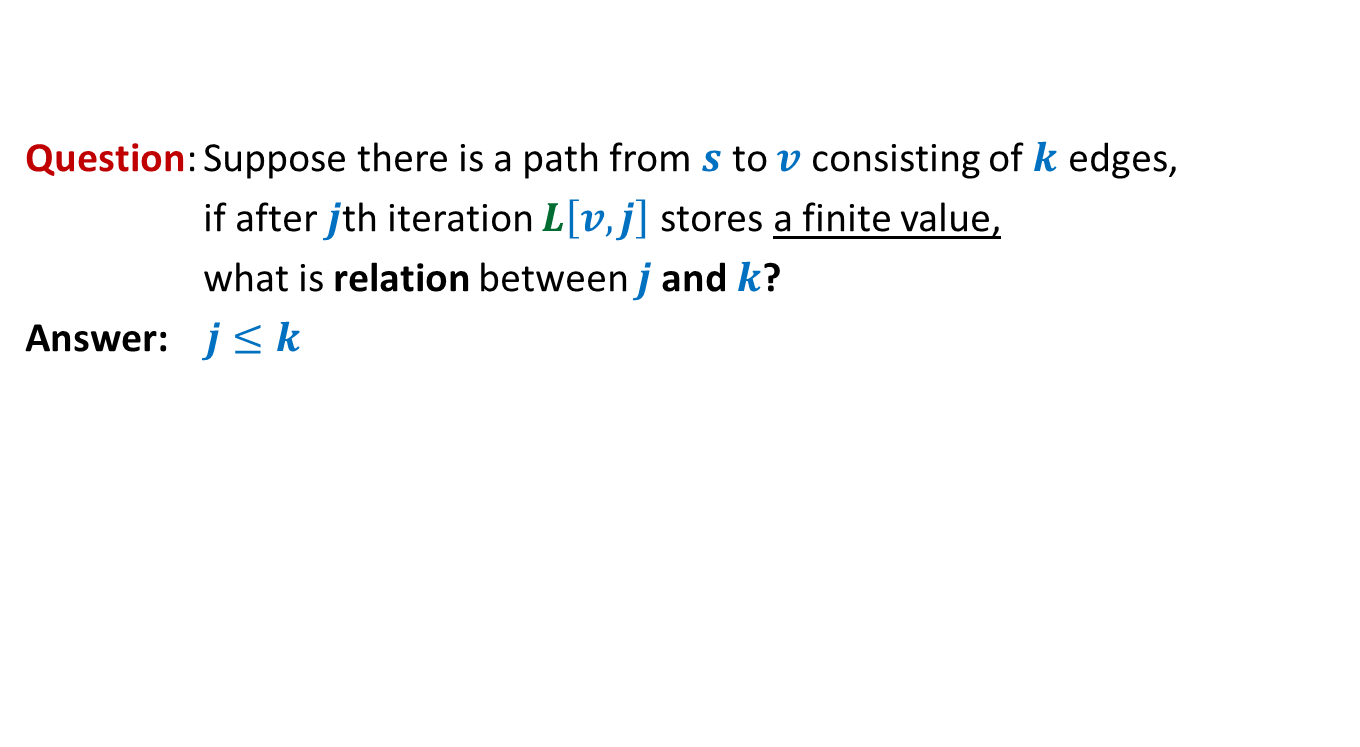 Question: Suppose there is a path from s to v consisting of k edges,
if after jth iteration L[v, j] stores a finite value,
what is relation between j and k?
Answer: j ≤ k